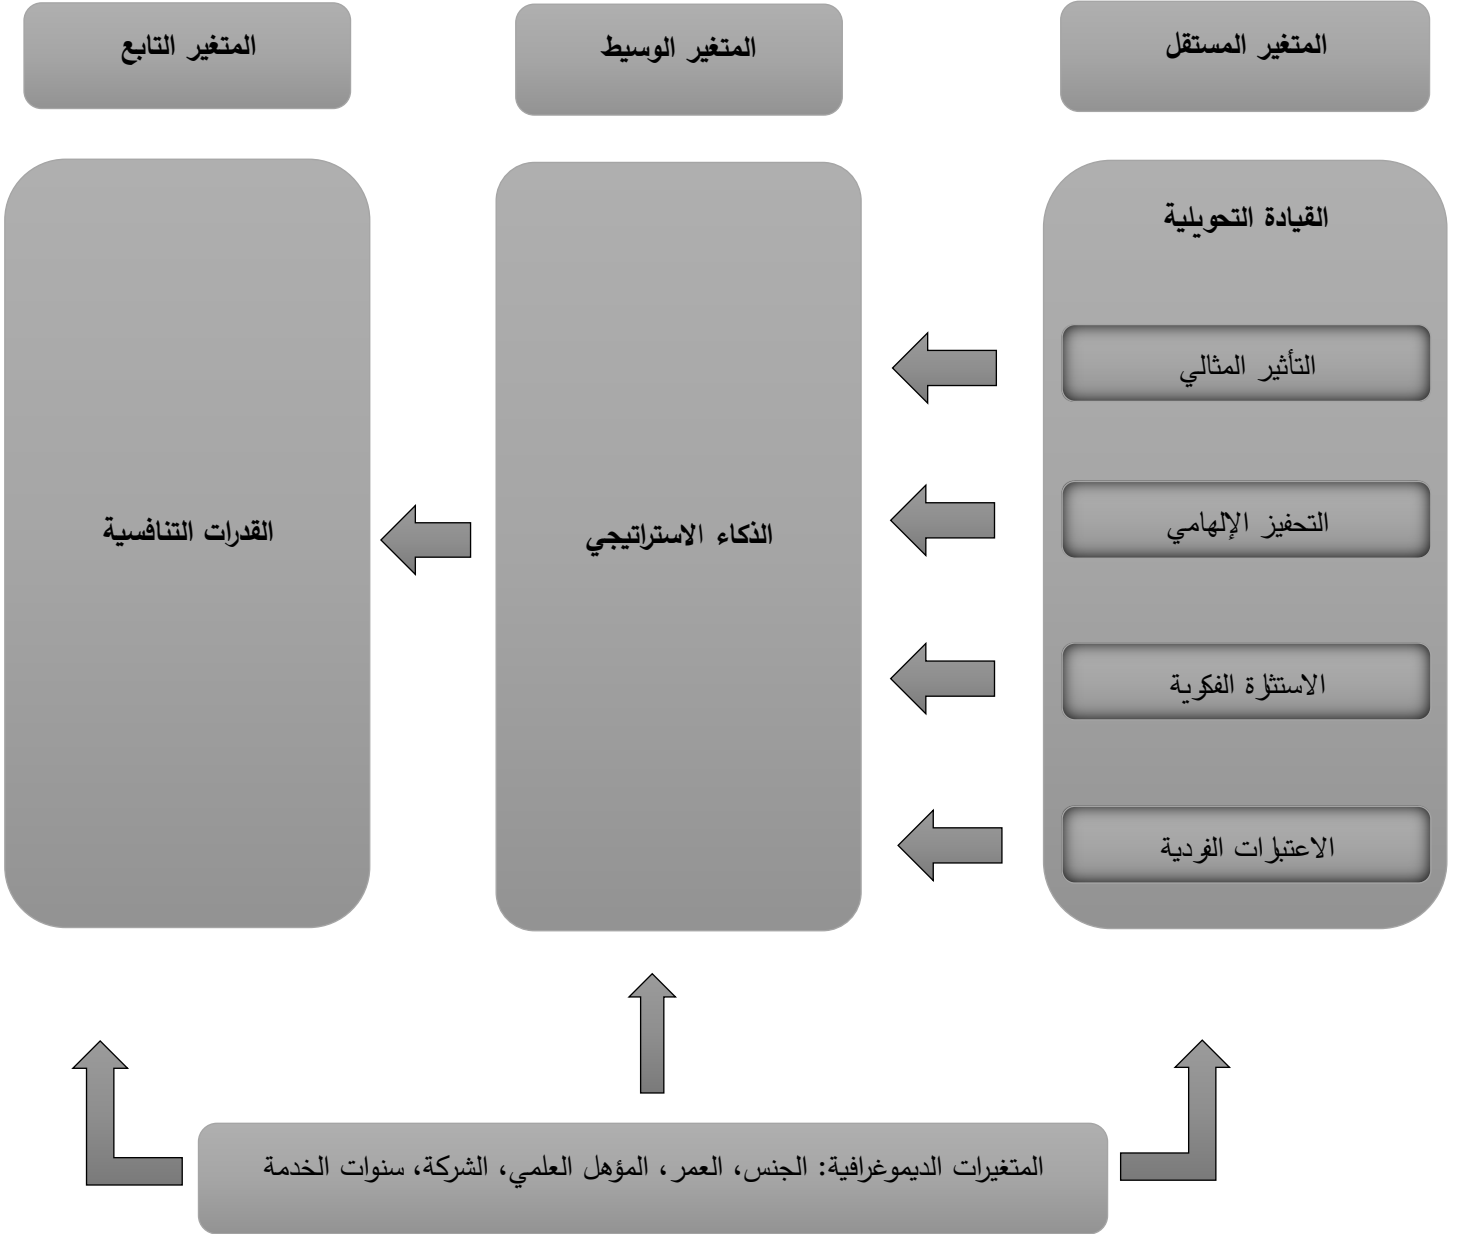 المتغير المستقل
المتغير الوسيط
المتغير التابع
القيادة التحويلية
التأثير المثالي
التحفيز الإلهامي
الاستثارة الفكرية
الاعتبارات الفردية
الذكاء الاستراتيجي
القدرات التنافسية
المتغيرات الديموغرافية: الجنس، العمر، المؤهل العلمي، الشركة، سنوات الخدمة